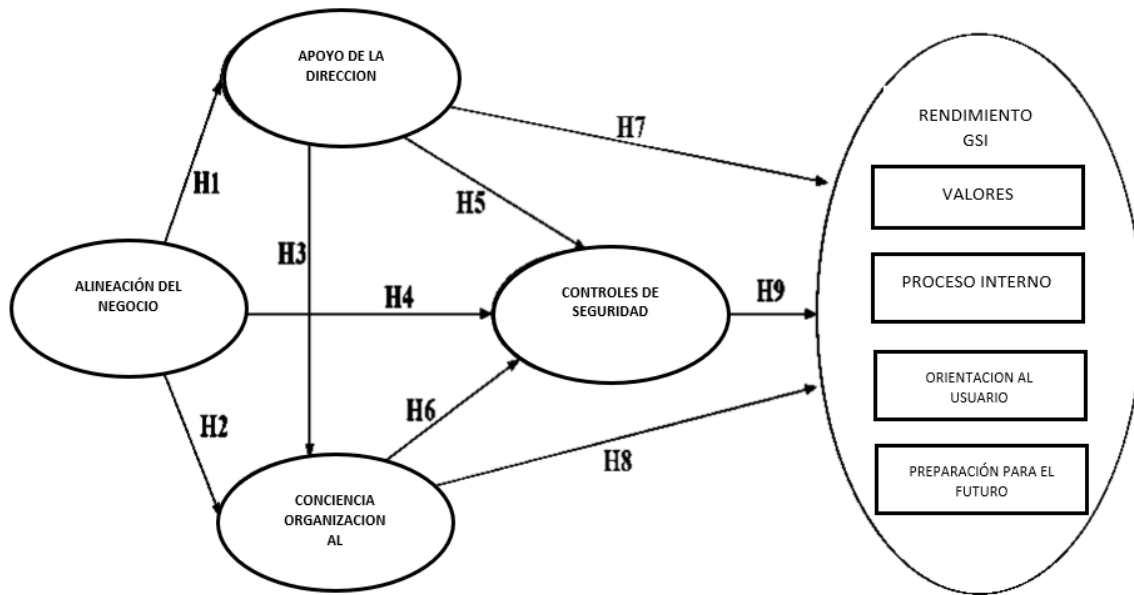 APOYO DE LA
DIRECCION
RENDIMIENTO
GSI
H7
VALORES
H1
H5
H3
PROCESO INTERNO
ALINEACIÓN DEL
NEGOCIO
H4
CONTROLES DE
SEGURIDAD
H9
ORIENTACION AL
USUARIO
H6
H2
H8
PREPARACIÓN PARA EL
FUTURO
CONCIENCIA
ORGANIZACION
AL